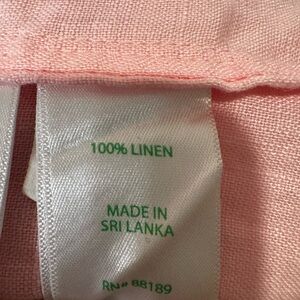 100% LINEN
MADE IN
SRI LANKA
RN# 88189